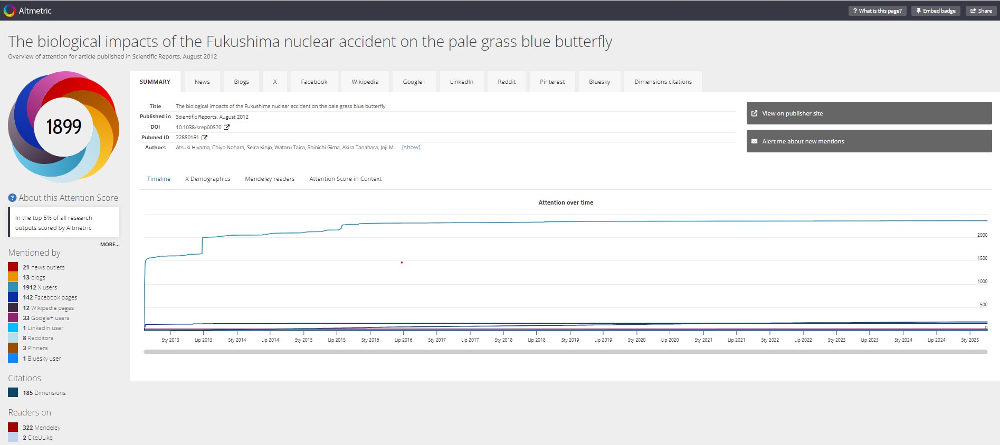 Altmetric
? What is this page?
Embed badge
Share
The biological impacts of the Fukushima nuclear accident on the pale grass blue butterfly
Overview of attention for article published in Scientific Reports, August 2012
1899
? About this Attention Score
In the top 5% of all research
outputs scored by Altmetric
MORE...
Mentioned by
21 news outlets
13 blogs
1912 X users
142 Facebook pages
12 Wikipedia pages
33 Google+ users
1 LinkedIn user
8 Redditors
3 Pinners
1 Bluesky user
Citations
185 Dimensions
Readers on
322 Mendeley
2 CiteULike
SUMMARY News Blogs X Facebook Wikipedia Google+ LinkedIn Reddit Pinterest Bluesky Dimensions citations
Title The biological impacts of the Fukushima nuclear accident on the pale grass blue butterfly
Published in Scientific Reports, August 2012
DOI 10.1038/srep00570
Pubmed ID 22880161
Authors Atsuki Hiyama, Chiyo Nohara, Seira Kinjo, Wataru Taira, Shinichi Gima, Akira Tanahara, Joji M... [show]
View on publisher site
Alert me about new mentions
Timeline X Demographics Mendeley readers Attention Score in Context
Attention over time
2000
1500
1000
500
0
Sty 2013 Lip 2013 Sty 2014 Lip 2014 Sty 2015 Lip 2015 Sty 2016 Lip 2016 Sty 2017 Lip 2017 Sty 2018 Lip 2018 Sty 2019 Lip 2019 Sty 2020 Lip 2020 Sty 2021 Lip 2021 Sty 2022 Lip 2022 Sty 2023 Lip 2023 Sty 2024 Lip 2024 Sty 2025